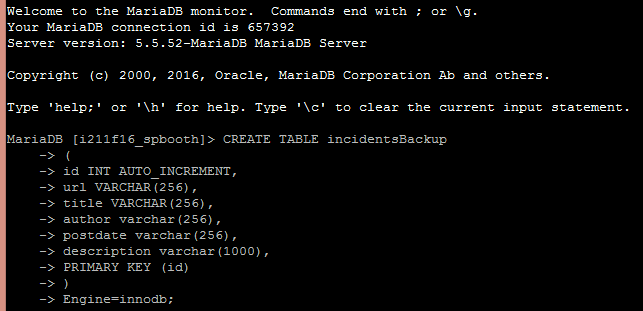 Welcome to the MariaDB monitor.  Commands end with ; or \g.
Your MariaDB connection id is 657392
Server version: 5.5.52-MariaDB MariaDB Server
Copyright (c) 2000, 2016, Oracle, MariaDB Corporation Ab and others.
Type 'help;' or '\h' for help. Type '\c' to clear the current input statement.
MariaDB [i211f16_spbooth]> CREATE TABLE incidentsBackup
    -> (
    -> id INT AUTO_INCREMENT,
    -> url VARCHAR(256),
    -> title VARCHAR(256),
    -> author varchar(256),
    -> postdate varchar(256),
    -> description varchar(1000),
    -> PRIMARY KEY (id)
    -> )
    -> Engine=innodb;